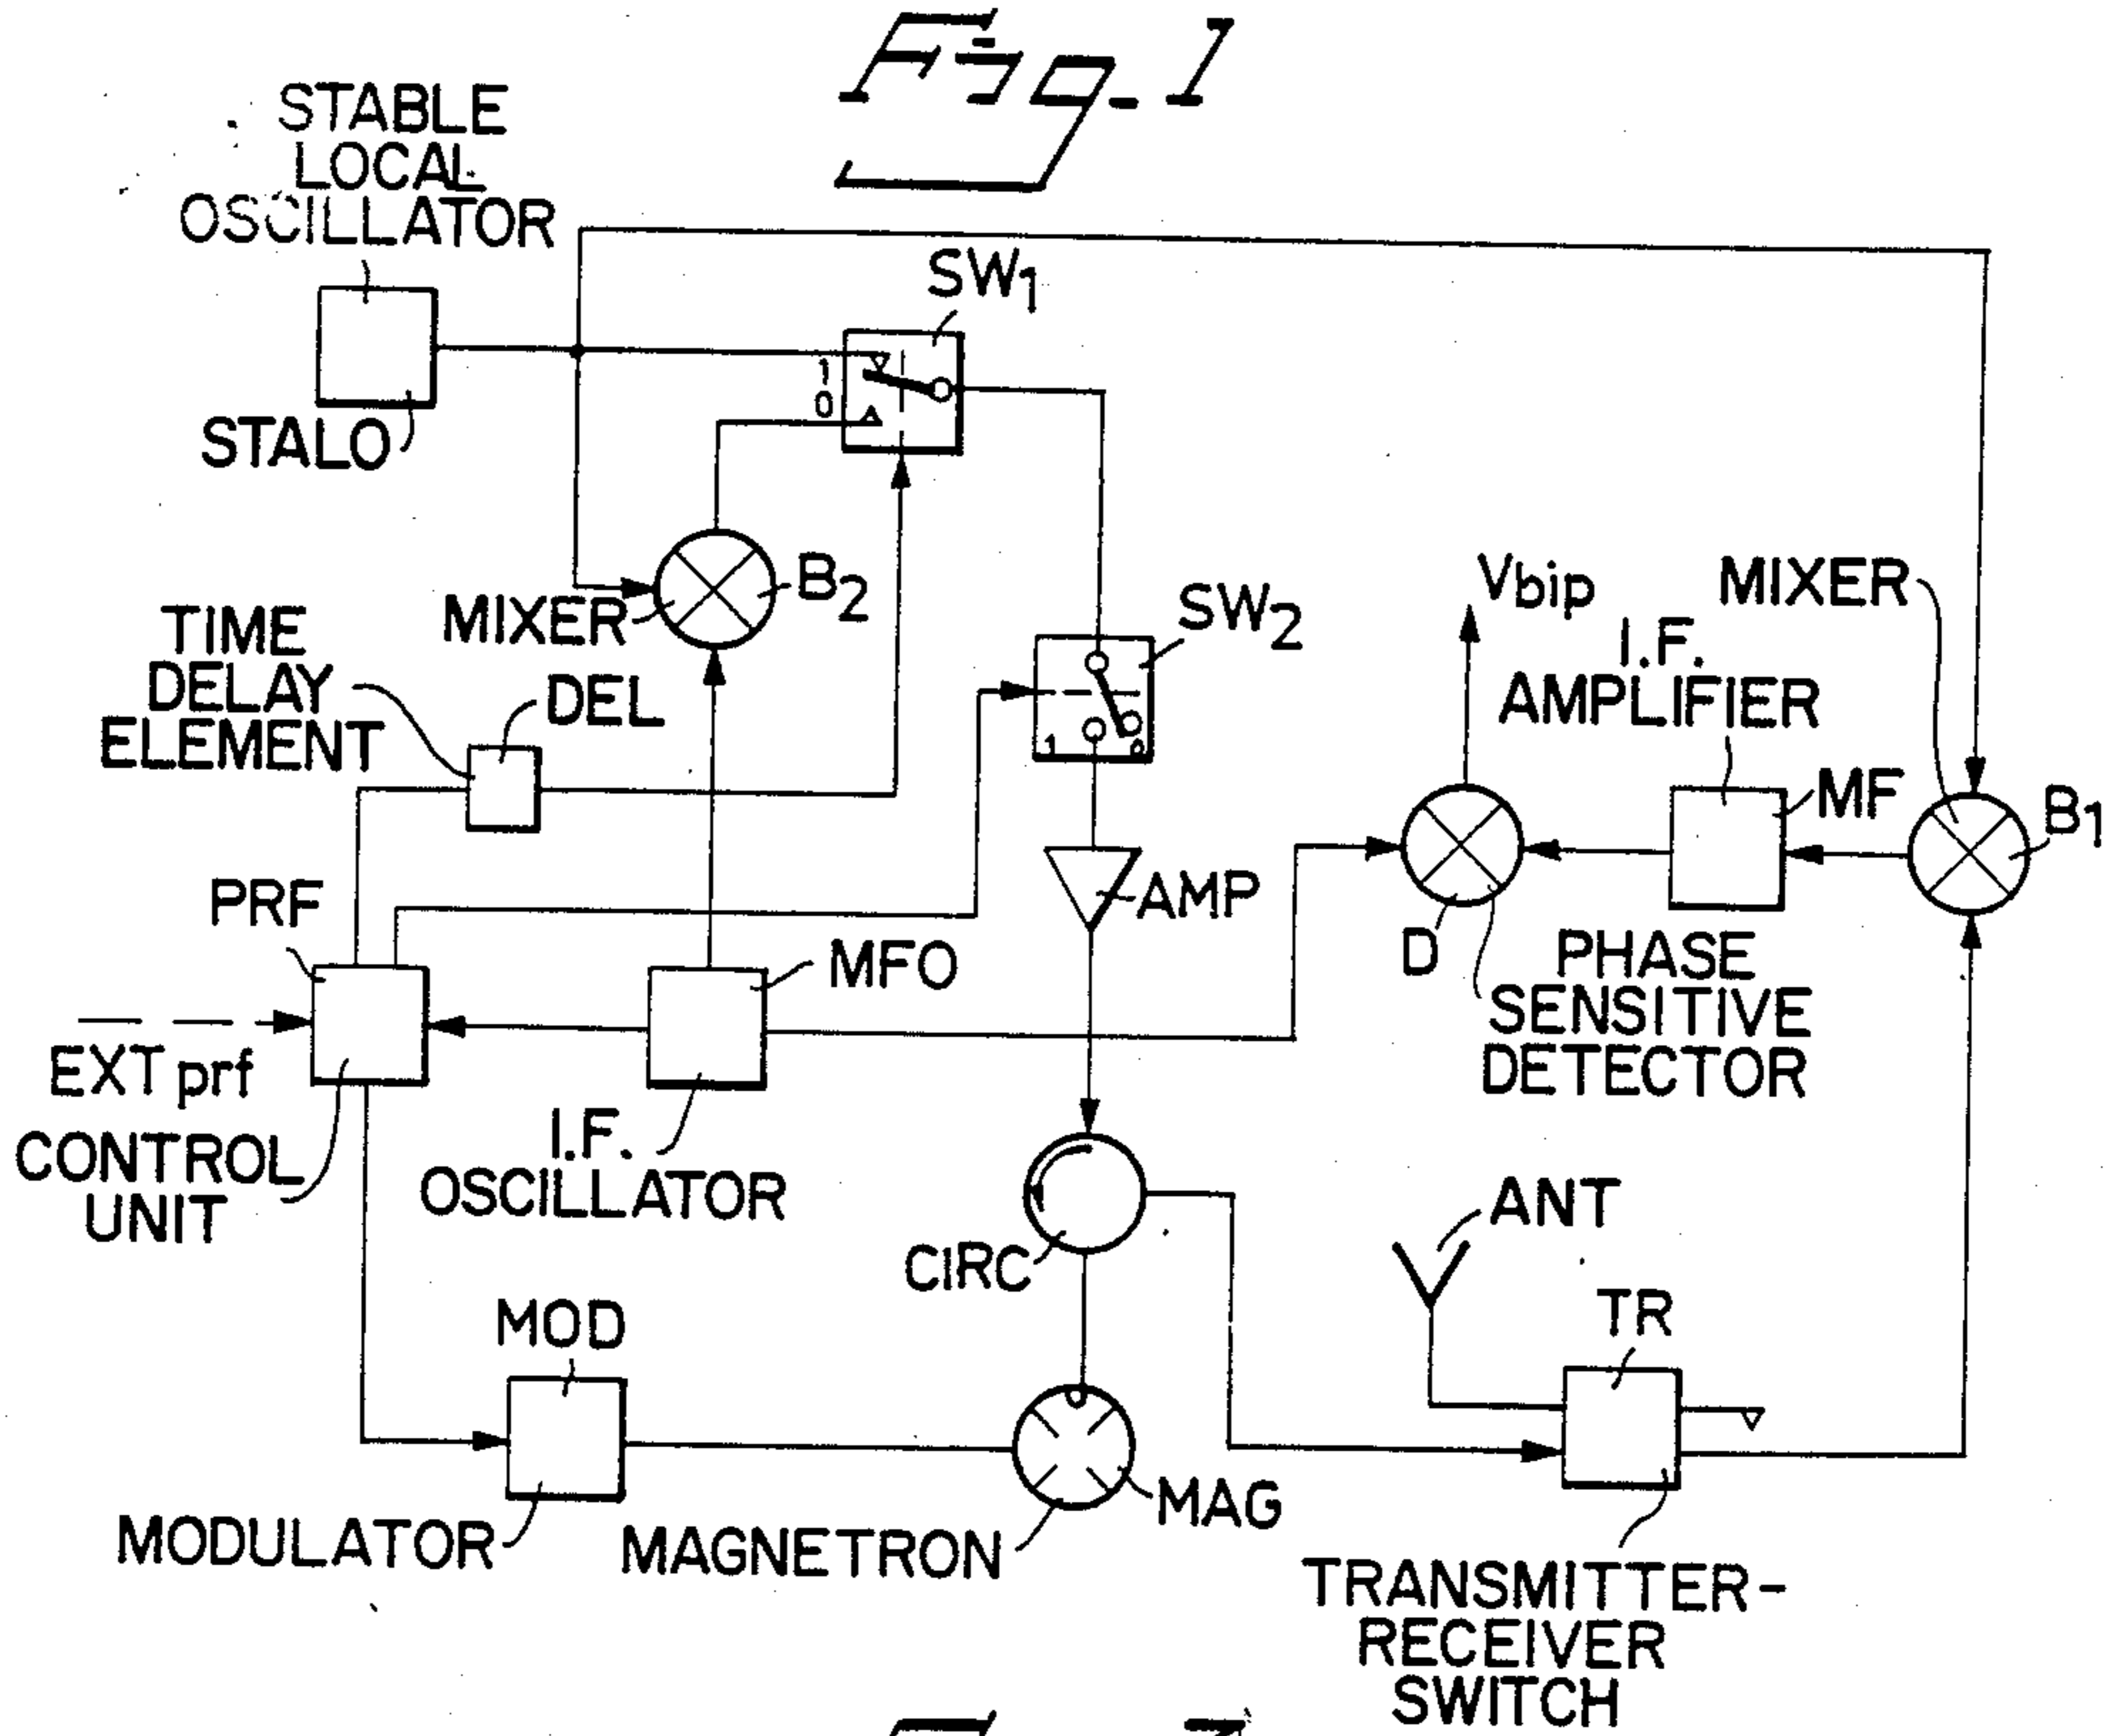 Fig. 1
STABLE
LOCAL
OSCILLATOR
SW1
1
0
STALO
MIXER
B2
SW2
1
0
TIME
DELAY
ELEMENT
DEL
Vbip
MIXER
I.F.
AMPLIFIER
MF
B1
AMP
PRF
MFO
D
PHASE
SENSITIVE
DETECTOR
EXT prf
CONTROL
UNIT
I.F.
OSCILLATOR
CIRC
ANT
MOD
TR
MAG
MODULATOR
MAGNETRON
TRANSMITTER-
RECEIVER
SWITCH